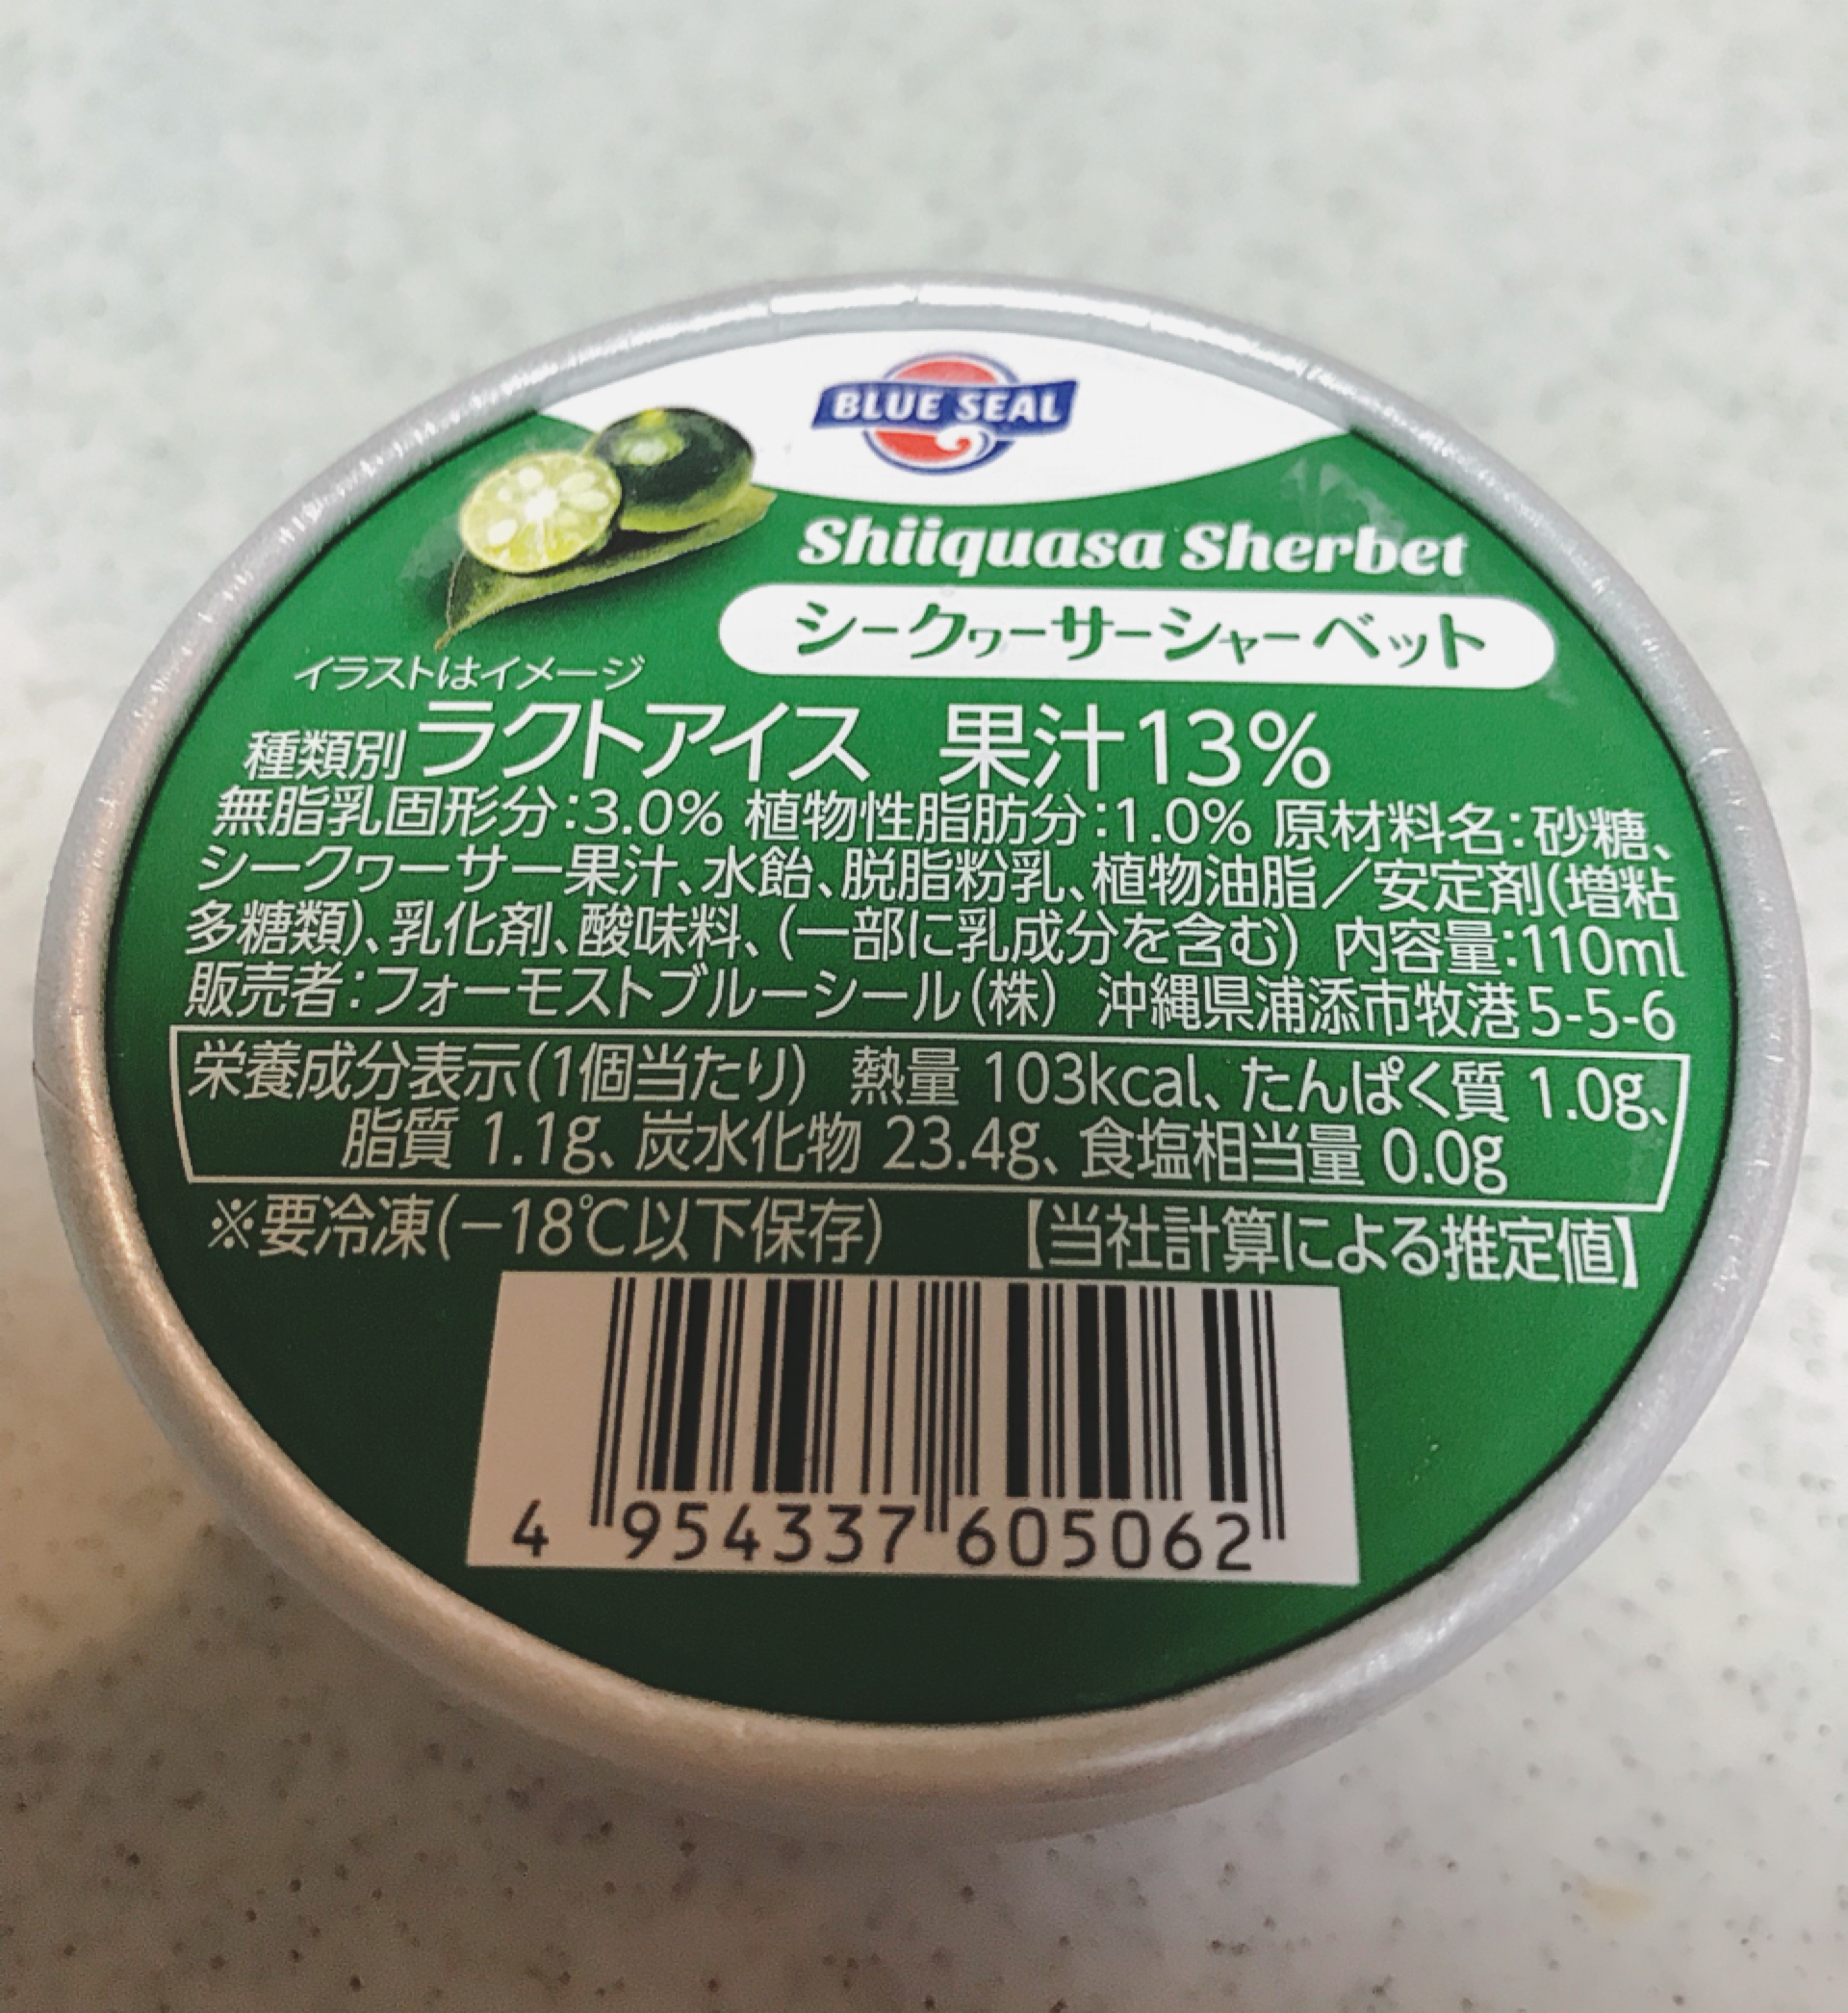 BLUE SEAL
Shiiquasa Sherbet
シークヮーサーシャーベット
イラストはイメージ
種類別 ラクトアイス 果汁13%
無脂乳固形分:3.0% 植物性脂肪分:1.0% 原材料名:砂糖、
シークヮーサー果汁、水飴、脱脂粉乳、植物油脂/安定剤(増粘
多糖類)、乳化剤、酸味料、(一部に乳成分を含む) 内容量:110ml
販売者:フォーモストブルーシール(株) 沖縄県浦添市牧港5-5-6
栄養成分表示(1個当たり) 熱量 103kcal、たんぱく質 1.0g、
脂質 1.1g、炭水化物 23.4g、食塩相当量 0.0g
※要冷凍(-18℃以下保存) 【当社計算による推定値】
4 954337 605062